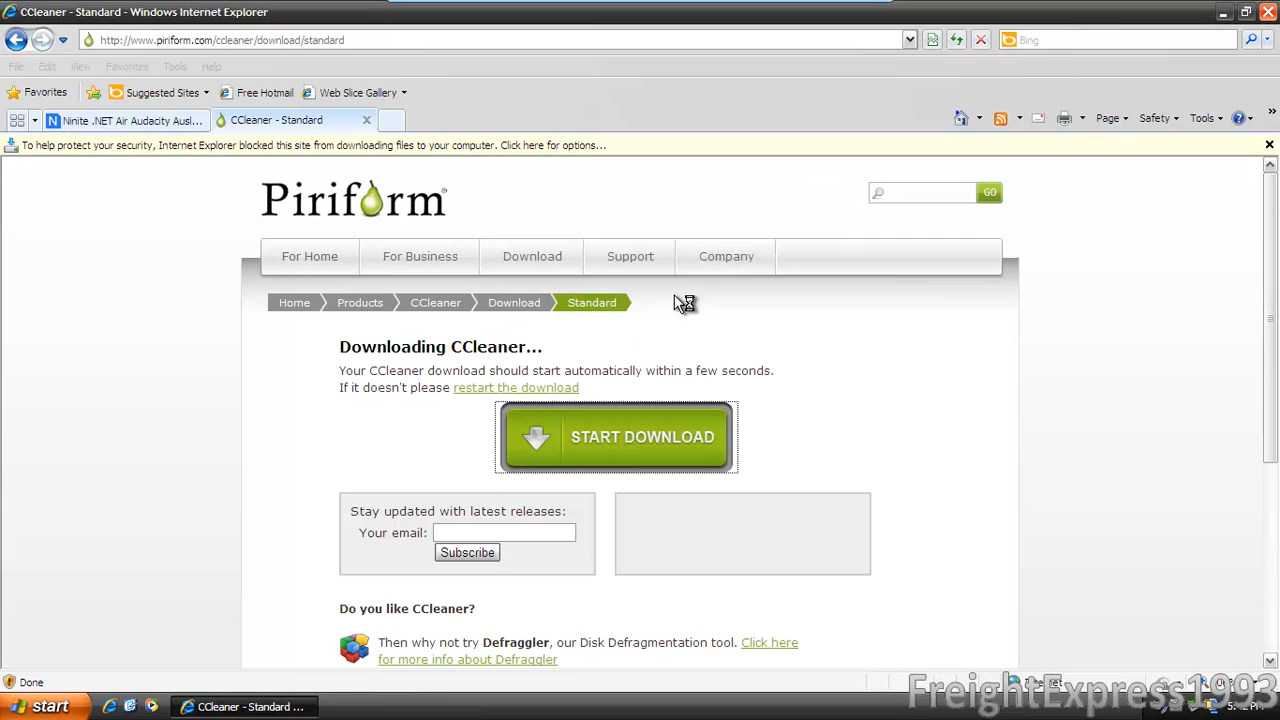 CCleaner - Standard - Windows Internet Explorer
http://www.piriform.com/cleaner/download/standard
Bing
File Edit View Favorites Tools Help
Favorites Suggested Sites Free Hotmail Web Slice Gallery
Ninite .NET Air Audacity Ausl... CCleaner - Standard Page Safety Tools
To help protect your security, Internet Explorer blocked this site from downloading files to your computer. Click here for options...
Piriform
GO
For Home For Business Download Support Company
Home Products CCleaner Download Standard
Downloading CCleaner...
Your CCleaner download should start automatically within a few seconds.
If it doesn't please restart the download
START DOWNLOAD
Stay updated with latest releases:
Your email:
Subscribe
Do you like CCleaner?
Then why not try Defraggler, our Disk Defragmentation tool. Click here
for more info about Defraggler
Done
start CCleaner - Standard ...
FreightExpress1993